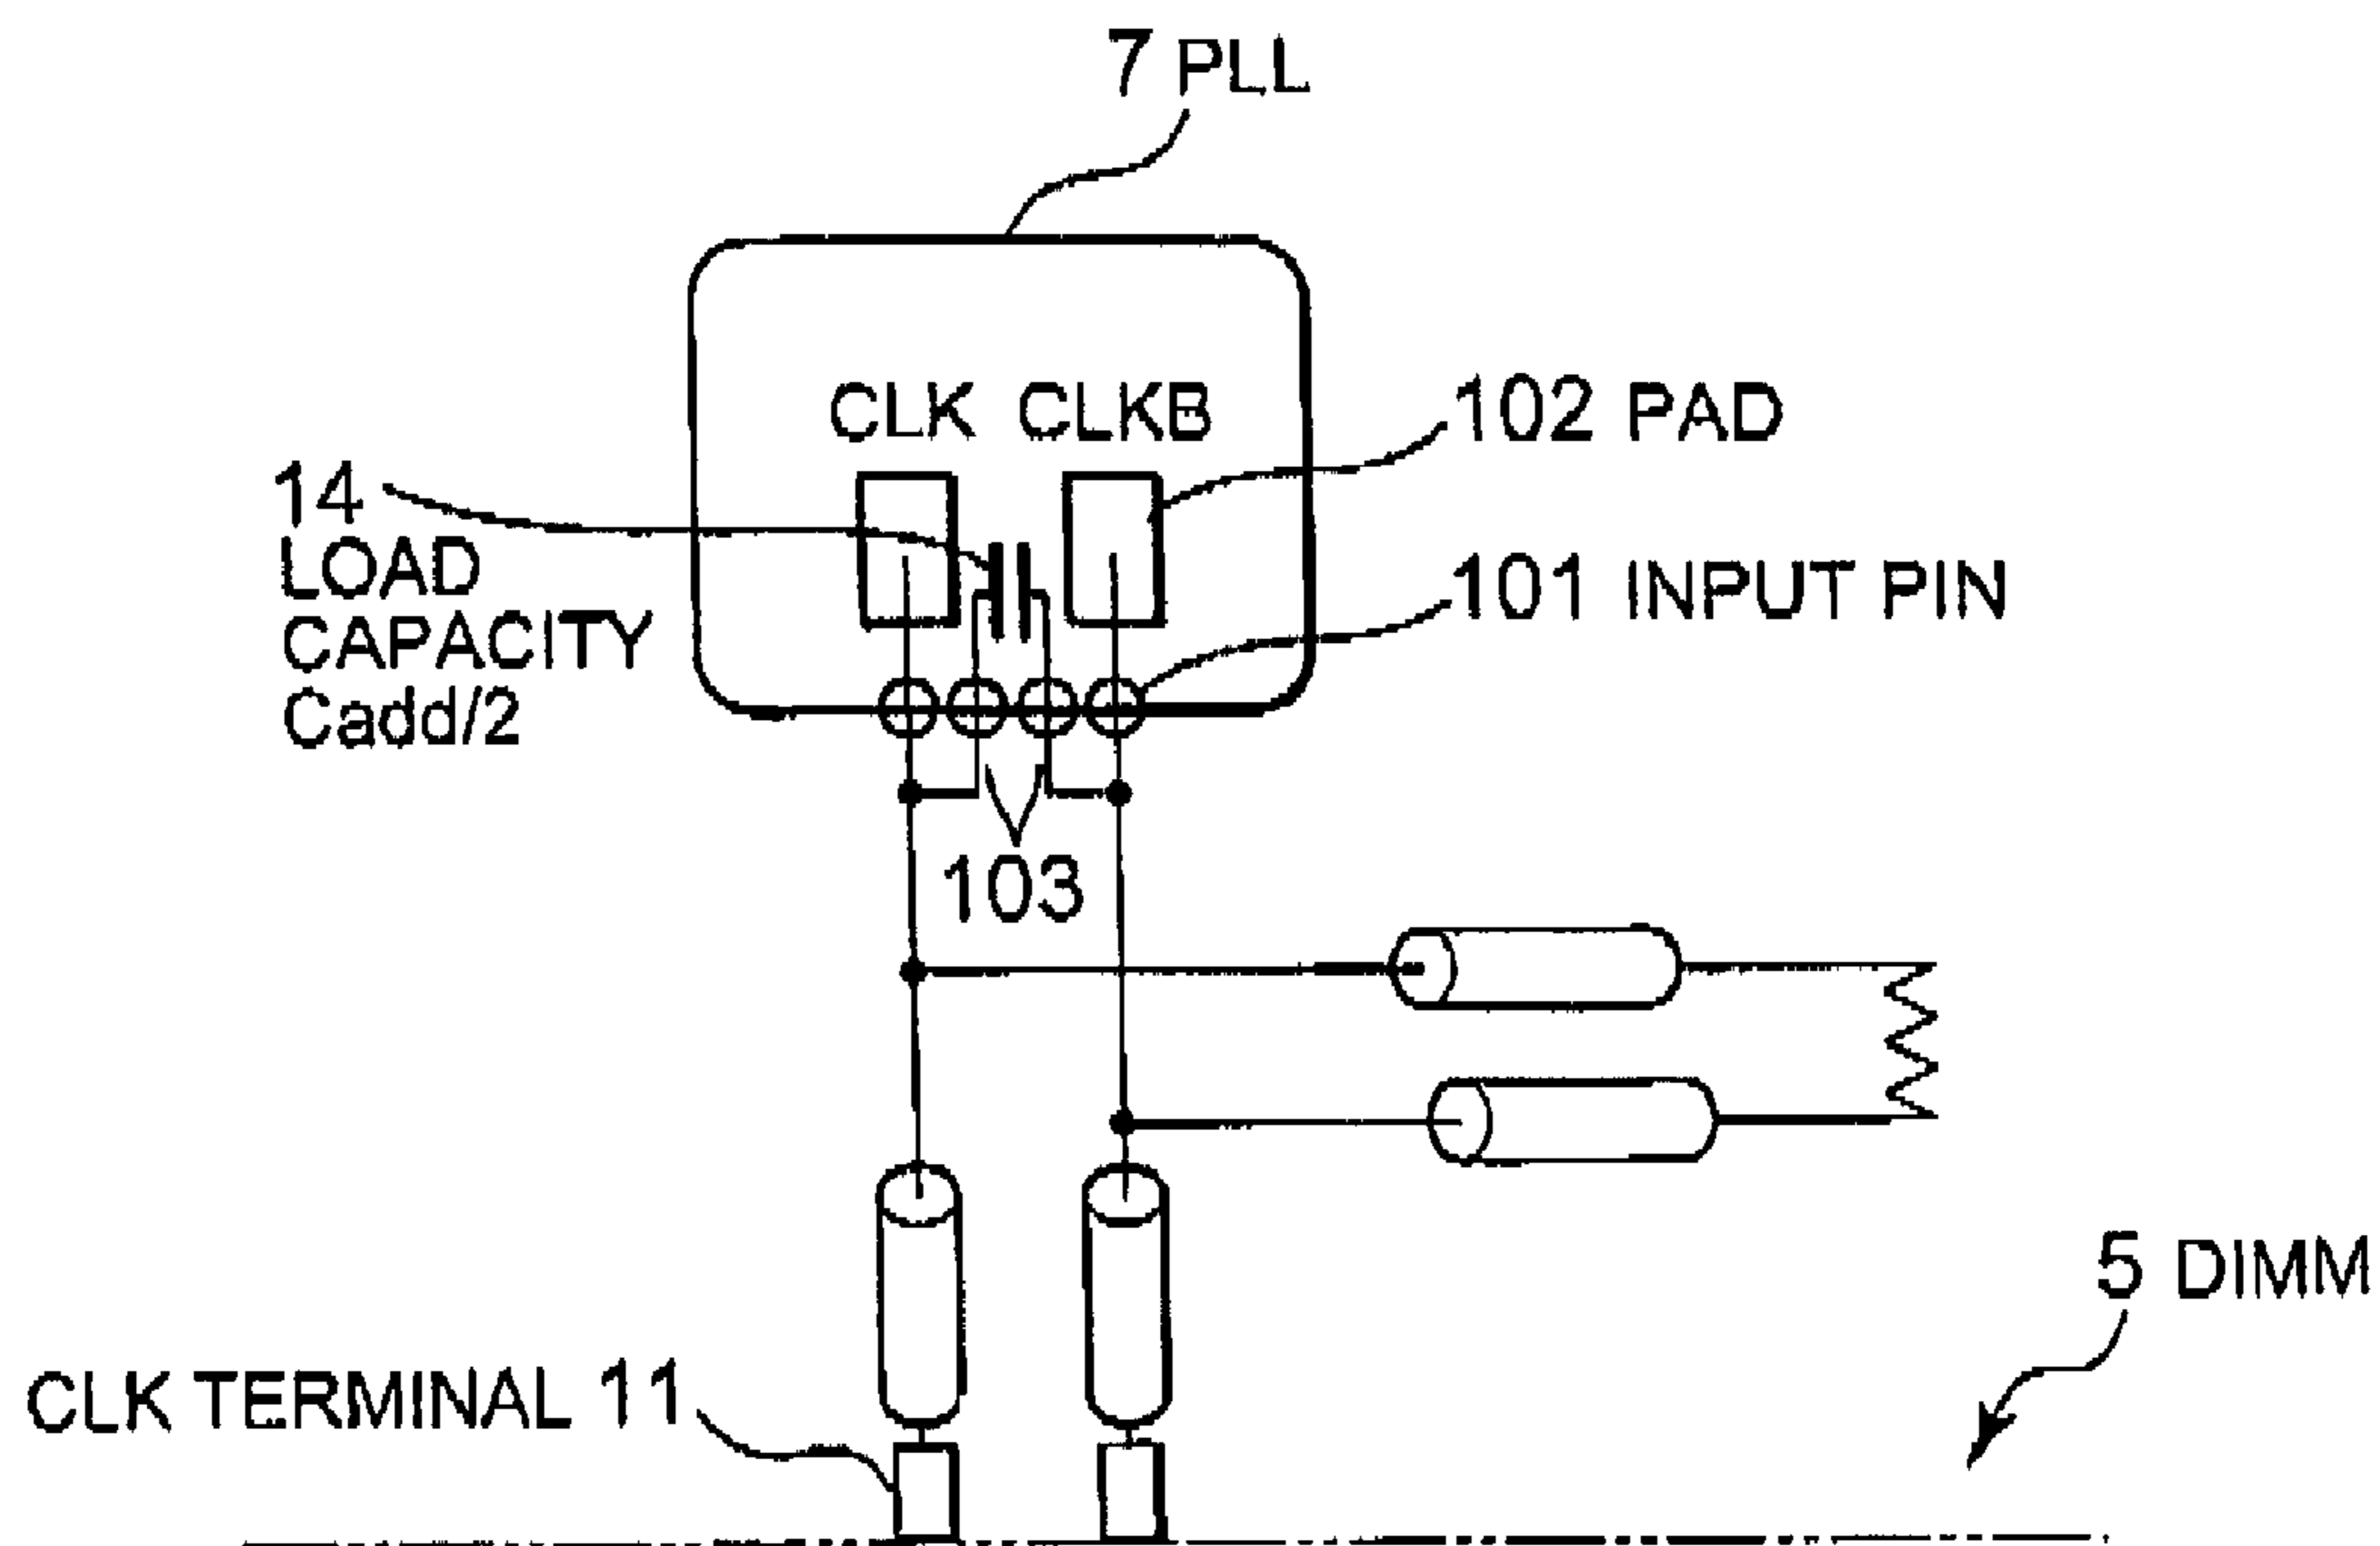 7 PLL
CLK CLKB
102 PAD
14
LOAD
CAPACITY
Cadd/2
101 INPUT PIN
103
5 DIMM
CLK TERMINAL 11